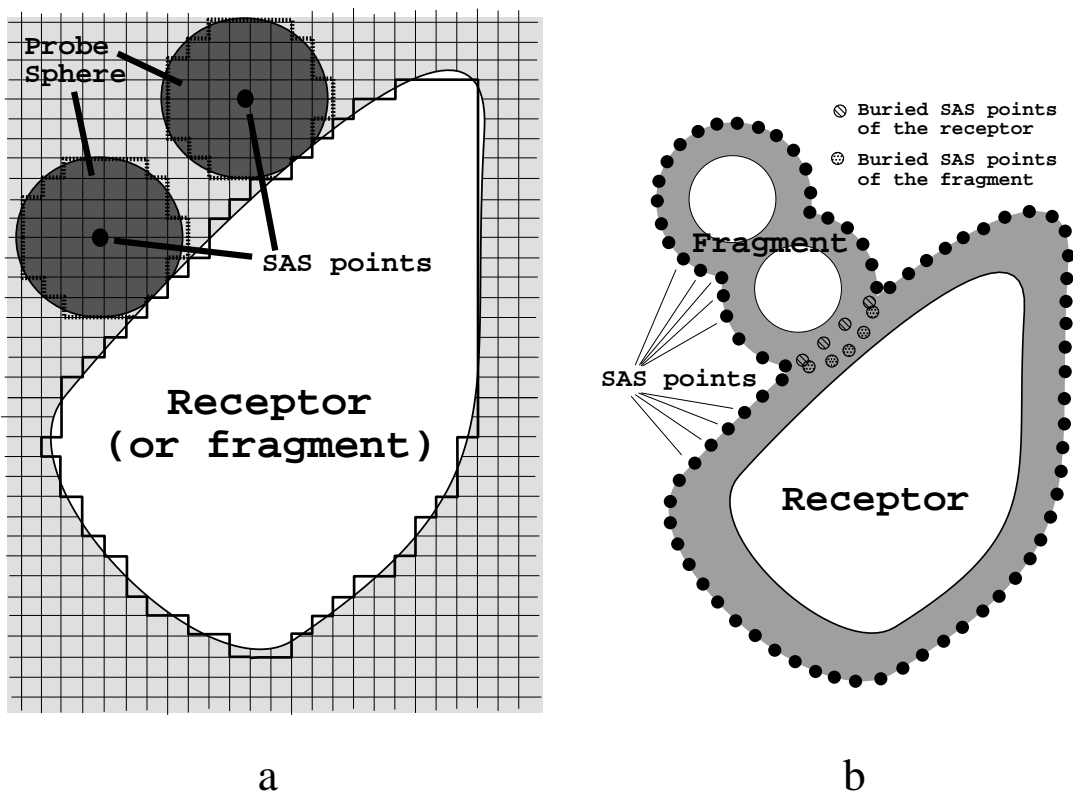 Probe
Sphere
SAS points
Receptor
(or fragment)
a
Buried SAS points
of the receptor
Buried SAS points
of the fragment
Fragment
SAS points
Receptor
b